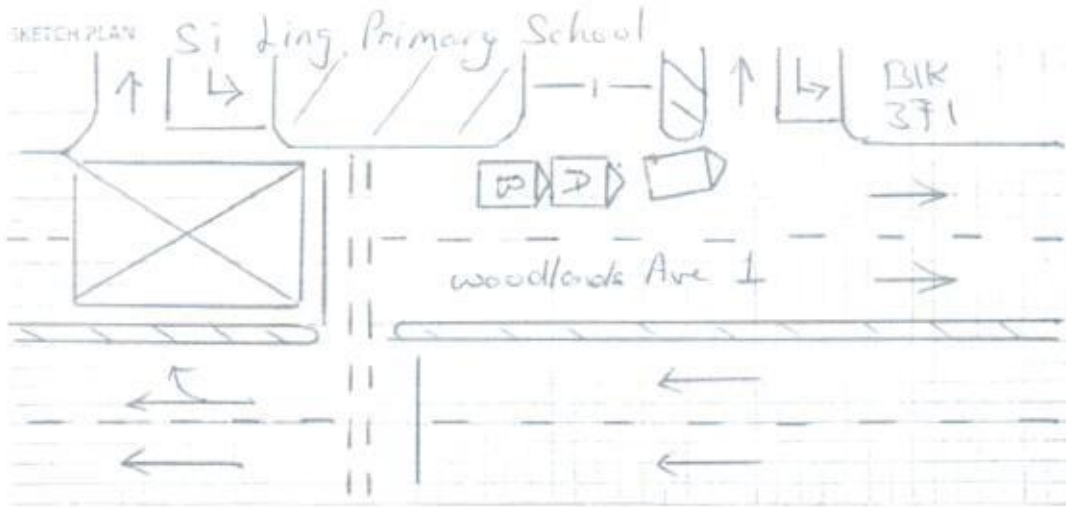 SKETCH PLAN
Si Ling Primary School
Blk
371
B A
woodlands Ave 1